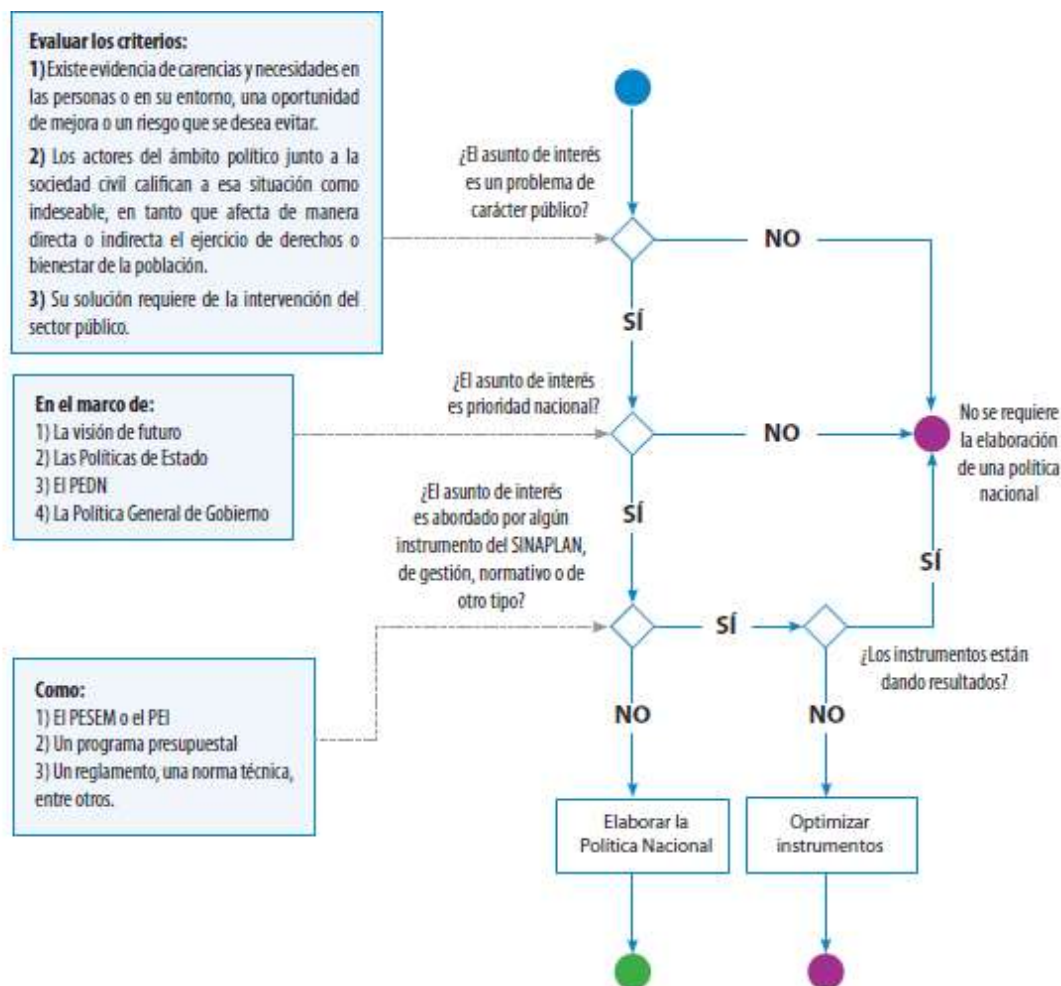 Evaluar los criterios:
1) Existe evidencia de carencias y necesidades en
las personas o en su entorno, una oportunidad
de mejora o un riesgo que se desea evitar.
2) Los actores del ámbito político junto a la
sociedad civil califican a esa situación como
indeseable, en tanto que afecta de manera
directa o indirecta el ejercicio de derechos o
bienestar de la población.
3) Su solución requiere de la intervención del
sector público.
¿El asunto de interés
es un problema de
carácter público?
NO
SÍ
En el marco de:
1) La visión de futuro
2) Las Políticas de Estado
3) El PEDN
4) La Política General de Gobierno
¿El asunto de interés
es prioridad nacional?
NO
No se requiere
la elaboración
de una política
nacional
SÍ
¿El asunto de interés
es abordado por algún
instrumento del SINAPLAN,
de gestión, normativo o de
otro tipo?
SÍ
SÍ
¿Los instrumentos están
dando resultados?
Como:
1) El PESEM o el PEI
2) Un programa presupuestal
3) Un reglamento, una norma técnica,
entre otros.
NO
NO
Elaborar la
Política Nacional
Optimizar
instrumentos